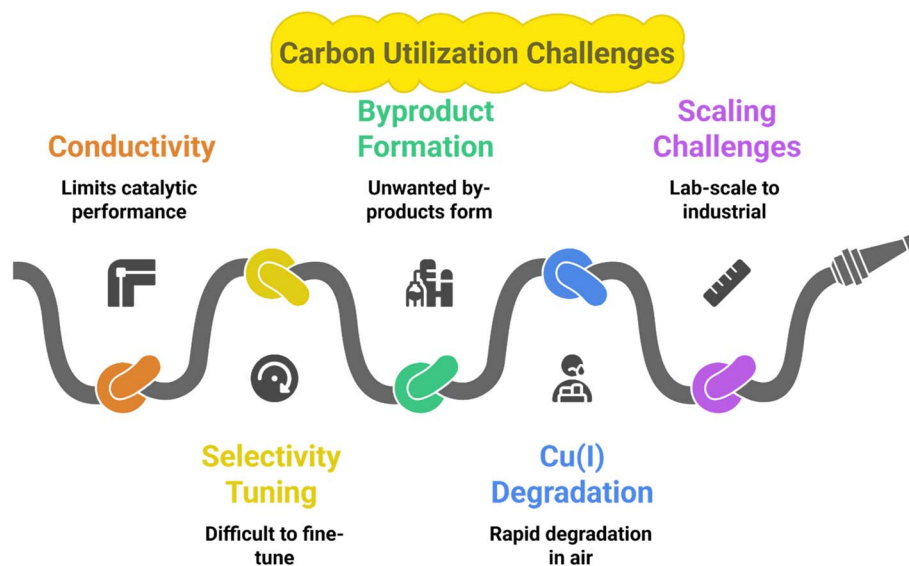 Carbon Utilization Challenges
Conductivity
Limits catalytic
performance
Selectivity
Tuning
Difficult to fine-
tune
Byproduct
Formation
Unwanted by-
products form
Cu(I)
Degradation
Rapid degradation
in air
Scaling
Challenges
Lab-scale to
industrial